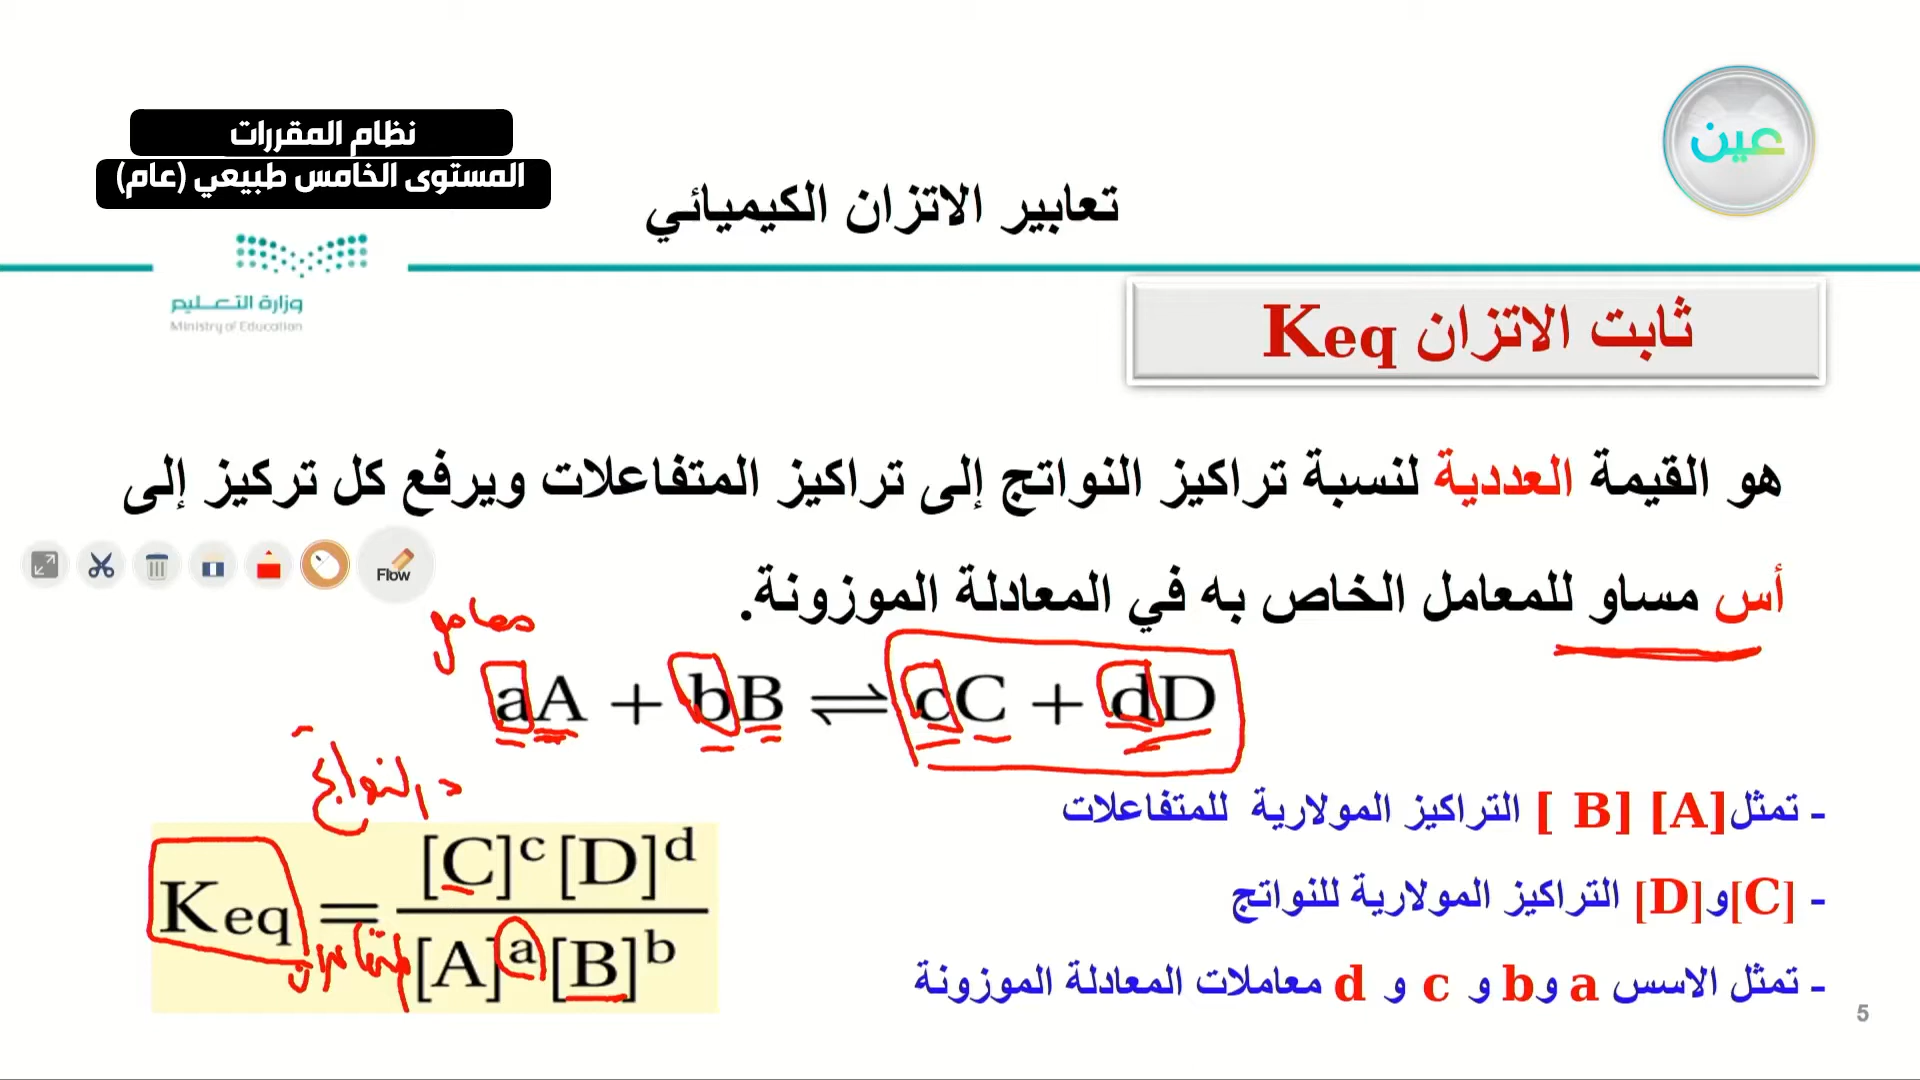 نظام المقررات
المستوى الخامس طبيعي (عام)
عين
تعابير الاتزان الكيميائي
وزارة التعليم
Ministry of Education
ثابت الاتزان Keq
هو القيمة العددية لنسبة تراكيز النواتج إلى تراكيز المتفاعلات ويرفع كل تركيز إلى
أس مساو للمعامل الخاص به في المعادلة الموزونة.
Flow
aA + bB ⇌ cC + dD
النواتج
- تمثل[A] [B ] التراكيز المولارية للمتفاعلات
- [C]و[D] التراكيز المولارية للنواتج
- تمثل الاسس a وb و c و d معاملات المعادلة الموزونة
Keq = [C]ᶜ [D]ᵈ / [A]ᵃ [B]ᵇ
5